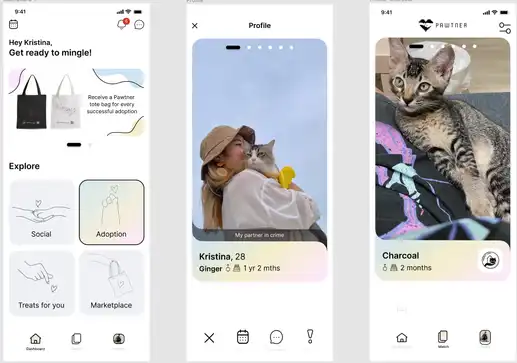 9:41
Hey Kristina,
Get ready to mingle!
Receive a Pawtner
tote bag for every
successful adoption
Explore
Social
Adoption
Treats for you
Marketplace
Dashboard
9:41
Profile
My partner in crime
Kristina, 28
Ginger 1 yr 2 mths
9:41
PAWTNER
Charcoal
2 months
Match